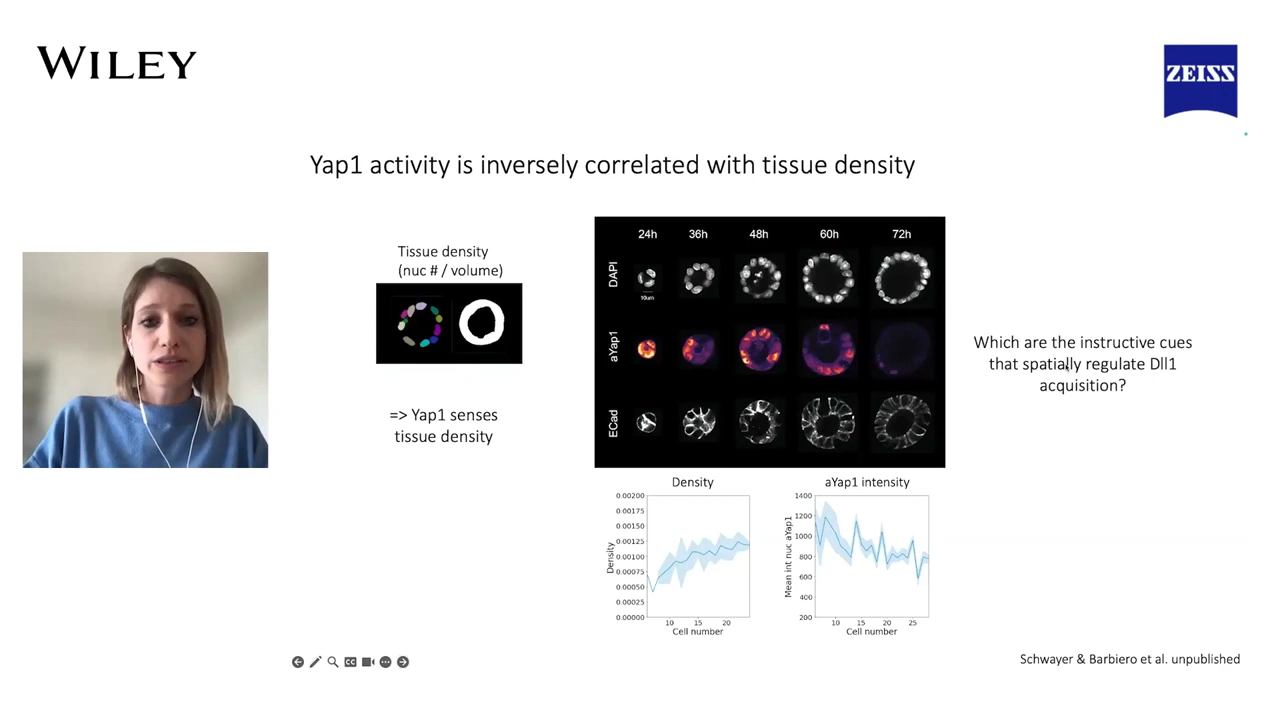 WILEY
ZEISS
Yap1 activity is inversely correlated with tissue density
Tissue density
(nuc # / volume)
=> Yap1 senses
tissue density
24h 36h 48h 60h 72h
DAPI
10um
aYap1
ECad
Which are the instructive cues
that spatially regulate Dll1
acquisition?
Density
0.00200
0.00175
0.00150
0.00125
0.00100
0.00075
0.00050
0.00025
0.00000
Density
10 15 20
Cell number
aYap1 intensity
1400
1200
1000
800
600
400
200
Mean int nuc aYap1
10 15 20 25
Cell number
CC
Schwayer & Barbiero et al. unpublished